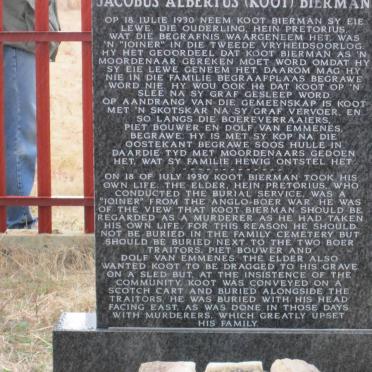 JACOBUS ALBERTUS (KOOT) BIERMAN
OP 18 JULIE 1930 NEEM KOOT BIERMAN SY EIE
LEWE. DIE OUDERLING, HEIN PRETORIUS,
WAT DIE BEGRAFNIS WAARGENEEM HET, WAS
'N "JOINER" IN DIE TWEEDE VRYHEIDSOORLOG.
HY HET GEOORDEEL DAT KOOT BIERMAN AS 'N
MOORDENAAR GEREKEN MOET WORD OMDAT HY
SY EIE LEWE GENEEM HET. DAAROM MAG HY
NIE IN DIE FAMILIE BEGRAAFPLAAS BEGRAWE
WORD NIE. HY WOU OOK HÊ DAT KOOT OP 'N
SLEE NA SY GRAF GESLEEP WORD.
OP AANDRANG VAN DIE GEMEENSKAP IS KOOT
MET 'N SKOTSKAR NA SY GRAF VERVOER, EN
SO LANGS DIE BOEREVERRAAIERS,
PIET BOUWER EN DOLF VAN EMMENES,
BEGRAWE. HY IS MET SY KOP NA DIE
OOSTEKANT BEGRAWE SOOS HULLE IN
DAARDIE TYD MET MOORDENAARS GEDOEN
HET, WAT SY FAMILIE HEWIG ONTSTEL HET.
ON 18 OF JULY 1930 KOOT BIERMAN TOOK HIS
OWN LIFE. THE ELDER, HEIN PRETORIUS, WHO
CONDUCTED THE BURIAL SERVICE, WAS A
"JOINER" FROM THE ANGLO-BOER WAR. HE WAS
OF THE VIEW THAT KOOT BIERMAN SHOULD BE
REGARDED AS A MURDERER AS HE HAD TAKEN
HIS OWN LIFE. FOR THIS REASON HE SHOULD
NOT BE BURIED IN THE FAMILY CEMETERY BUT
SHOULD BE BURIED NEXT TO THE TWO BOER
TRAITORS, PIET BOUWER AND
DOLF VAN EMMENES. THE ELDER ALSO
WANTED KOOT TO BE DRAGGED TO HIS GRAVE
ON A SLED BUT, AT THE INSISTENCE OF THE
COMMUNITY, KOOT WAS CONVEYED ON A
SCOTCH CART AND BURIED ALONGSIDE THE
TRAITORS. HE WAS BURIED WITH HIS HEAD
FACING EAST, AS WAS DONE IN THOSE DAYS
WITH MURDERERS, WHICH GREATLY UPSET
HIS FAMILY.